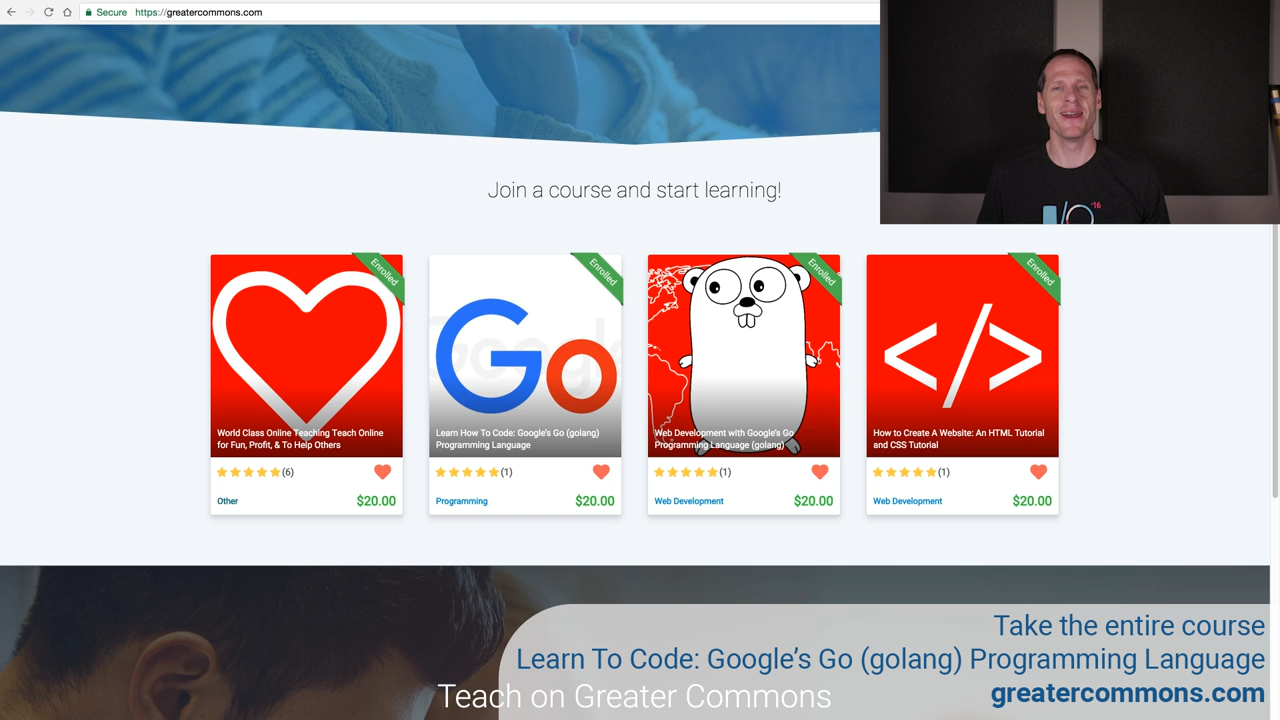 Secure https://greatercommons.com
I/O '16
Join a course and start learning!
Enrolled
World Class Online Teaching Teach Online
for Fun, Profit, & To Help Others
(6)
Other $20.00
Enrolled
Go
Learn How To Code: Google's Go (golang)
Programming Language
(1)
Programming $20.00
Enrolled
Web Development with Google's Go
Programming Language (golang)
(1)
Web Development $20.00
Enrolled
</>
How to Create A Website: An HTML Tutorial
and CSS Tutorial
(1)
Web Development $20.00
Take the entire course
Learn To Code: Google's Go (golang) Programming Language
Teach on Greater Commons
greatercommons.com